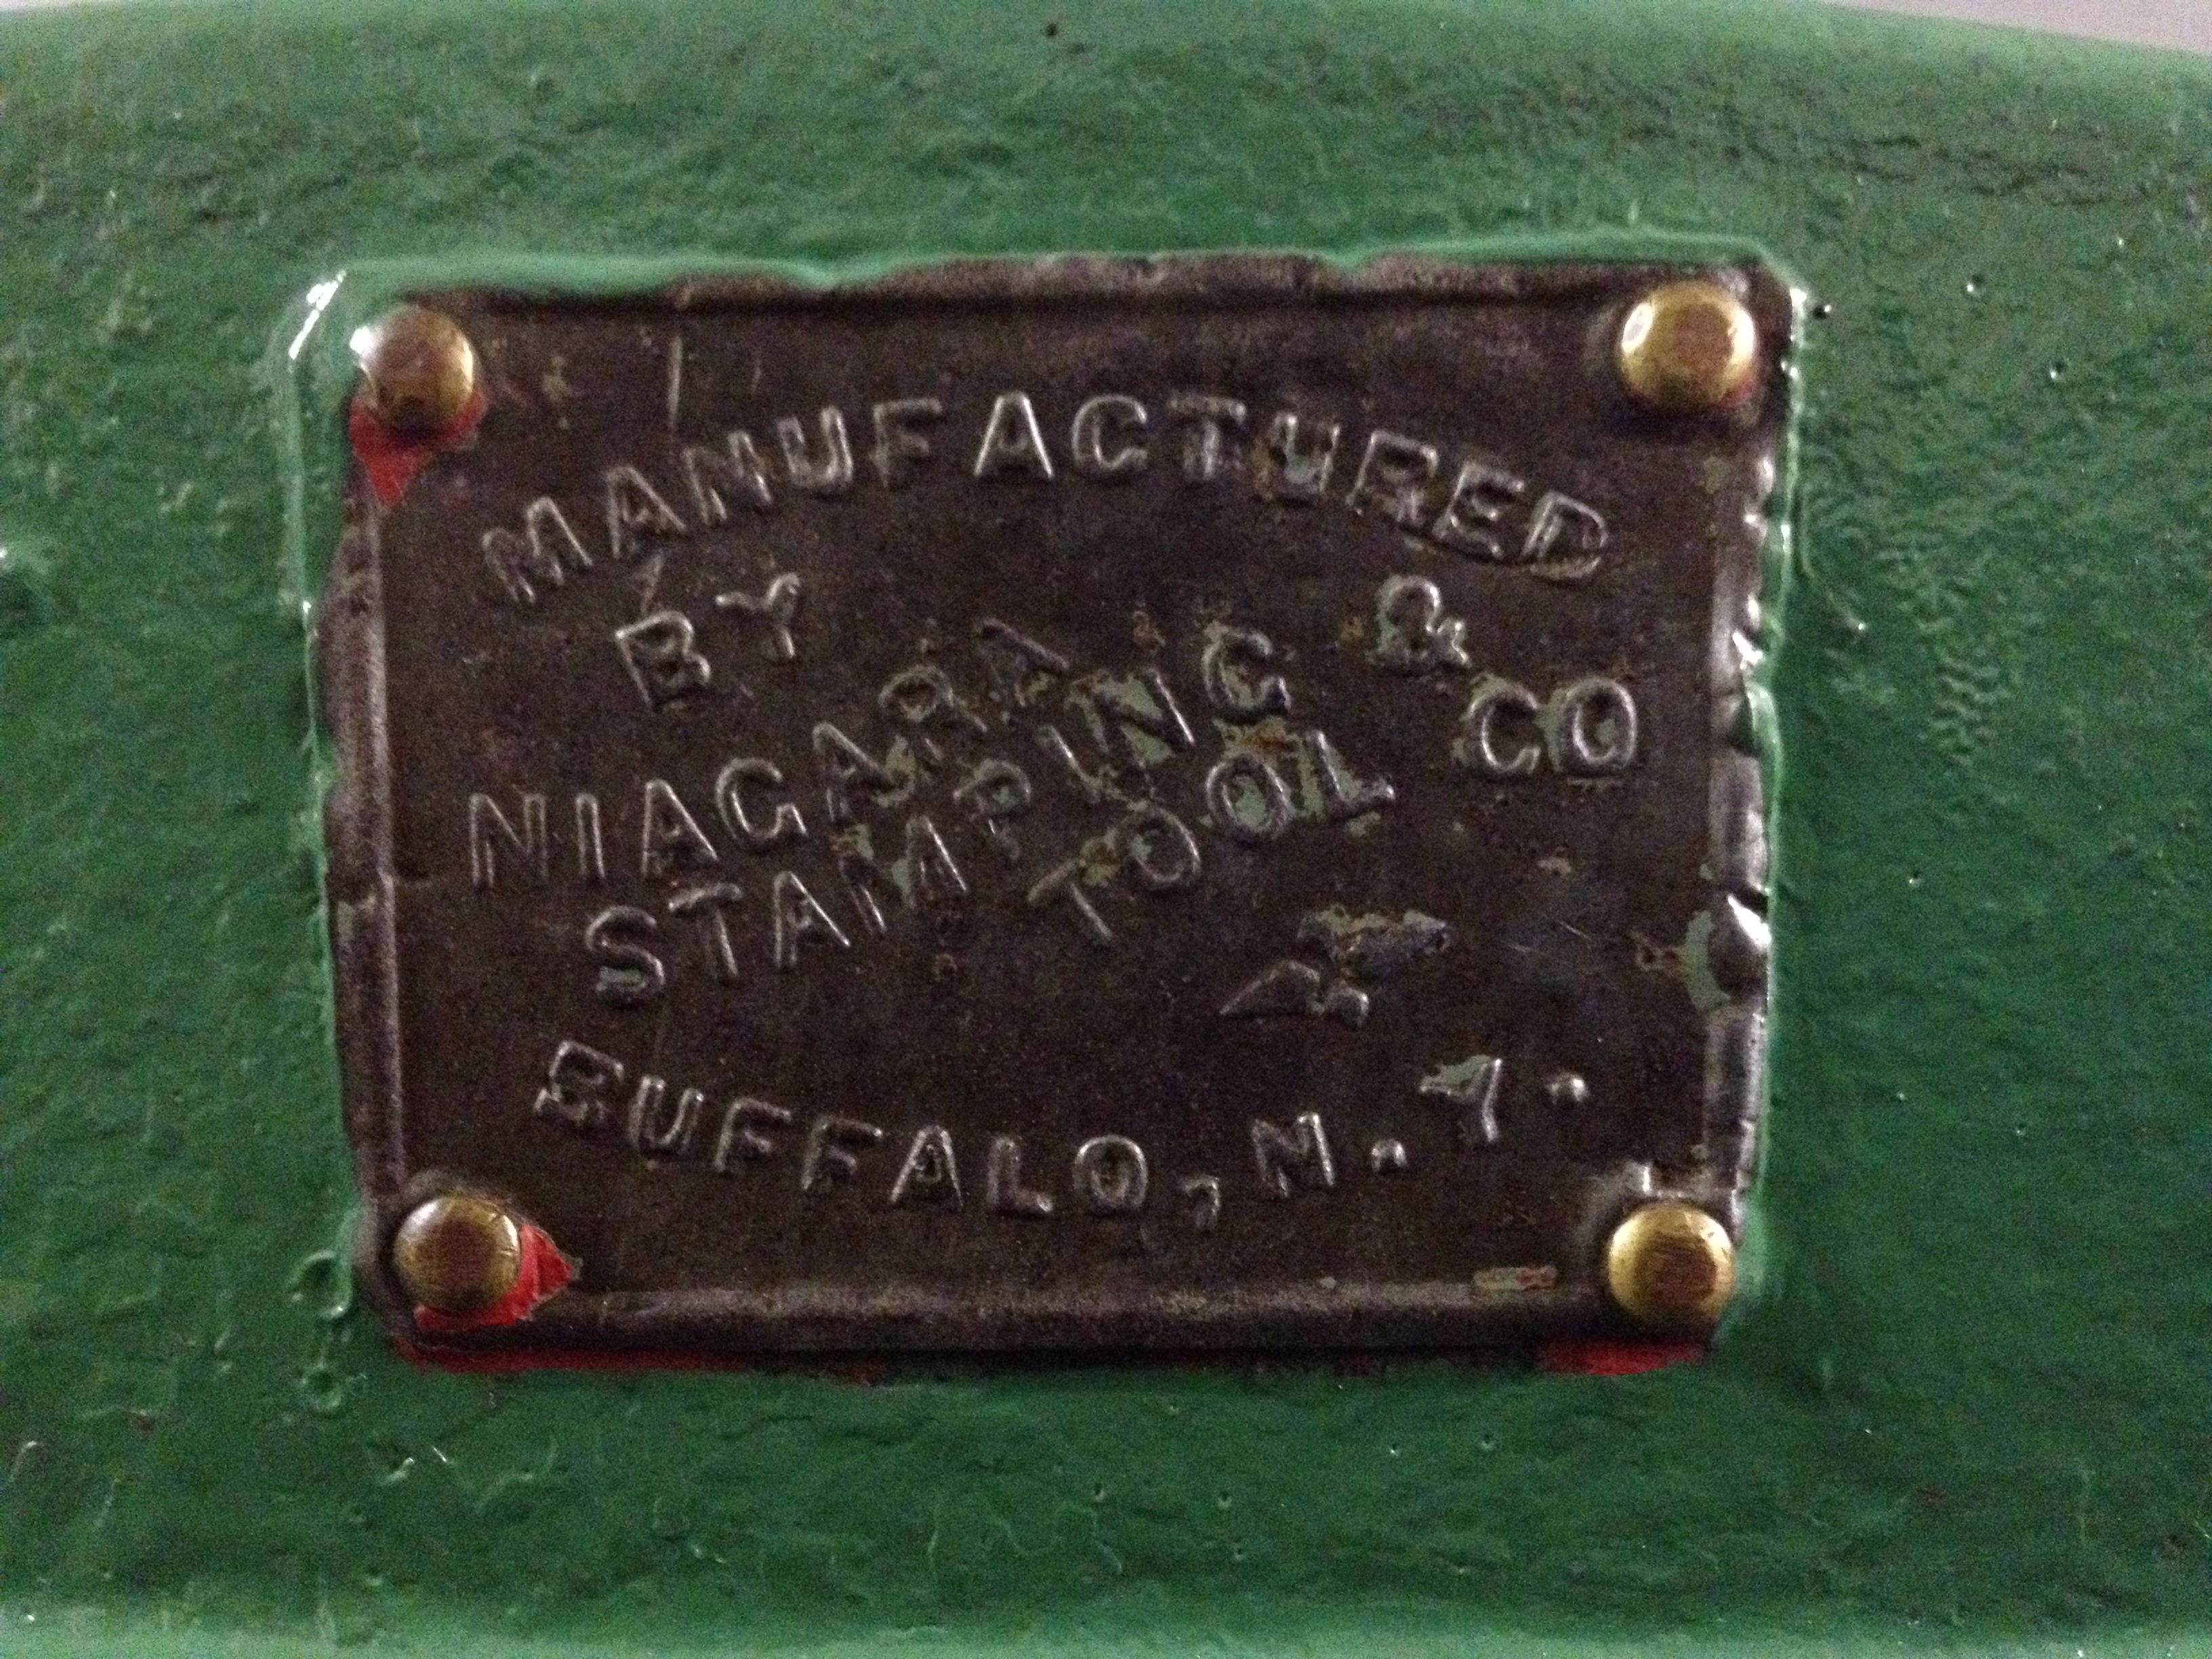 MANUFACTURED
BY
NIAGARA
STAMPING &
TOOL CO
BUFFALO, N. Y.